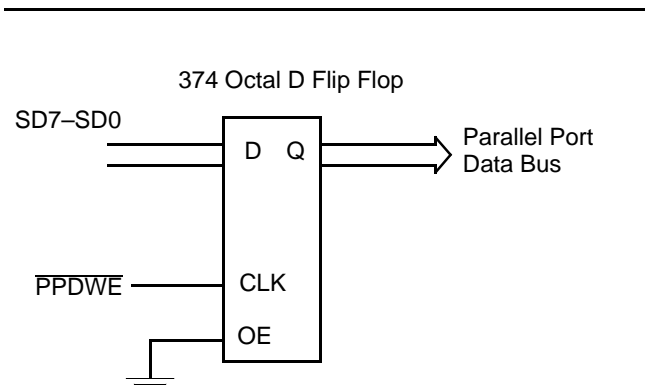 374 Octal D Flip Flop
SD7–SD0
D Q
Parallel Port
Data Bus
PPDWE
CLK
OE